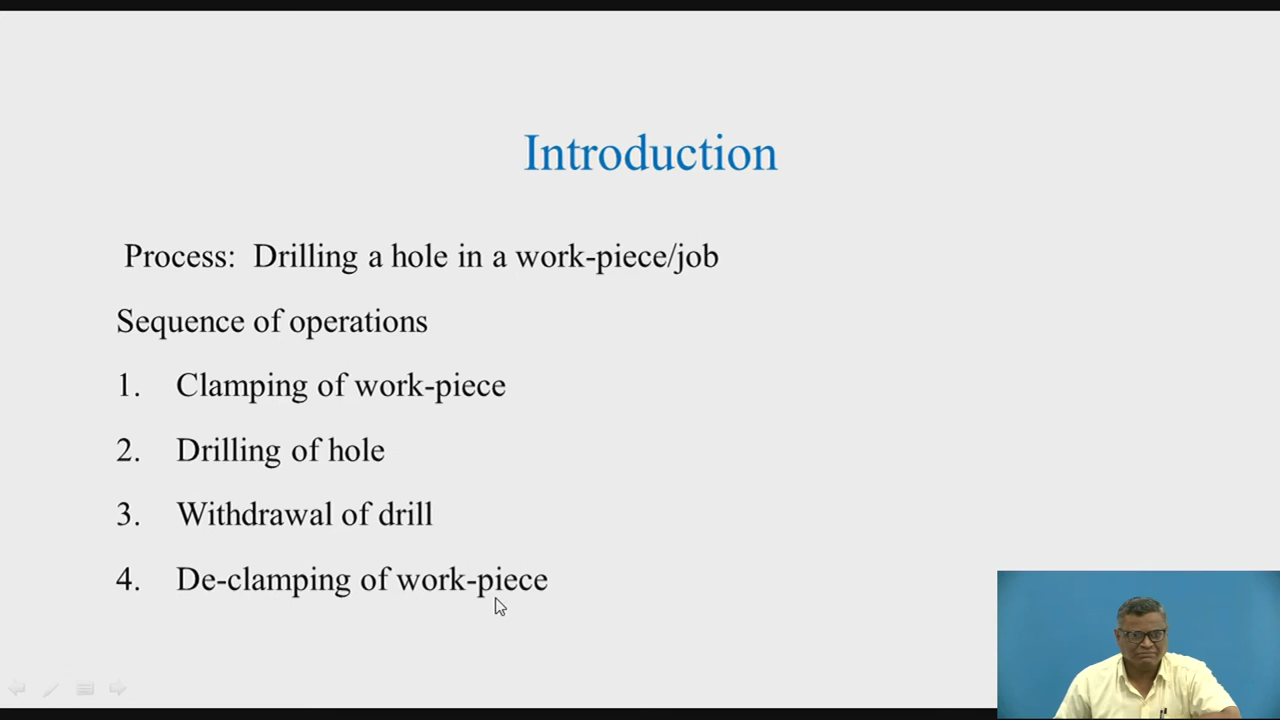 Introduction
Process: Drilling a hole in a work-piece/job
Sequence of operations
1. Clamping of work-piece
2. Drilling of hole
3. Withdrawal of drill
4. De-clamping of work-piece